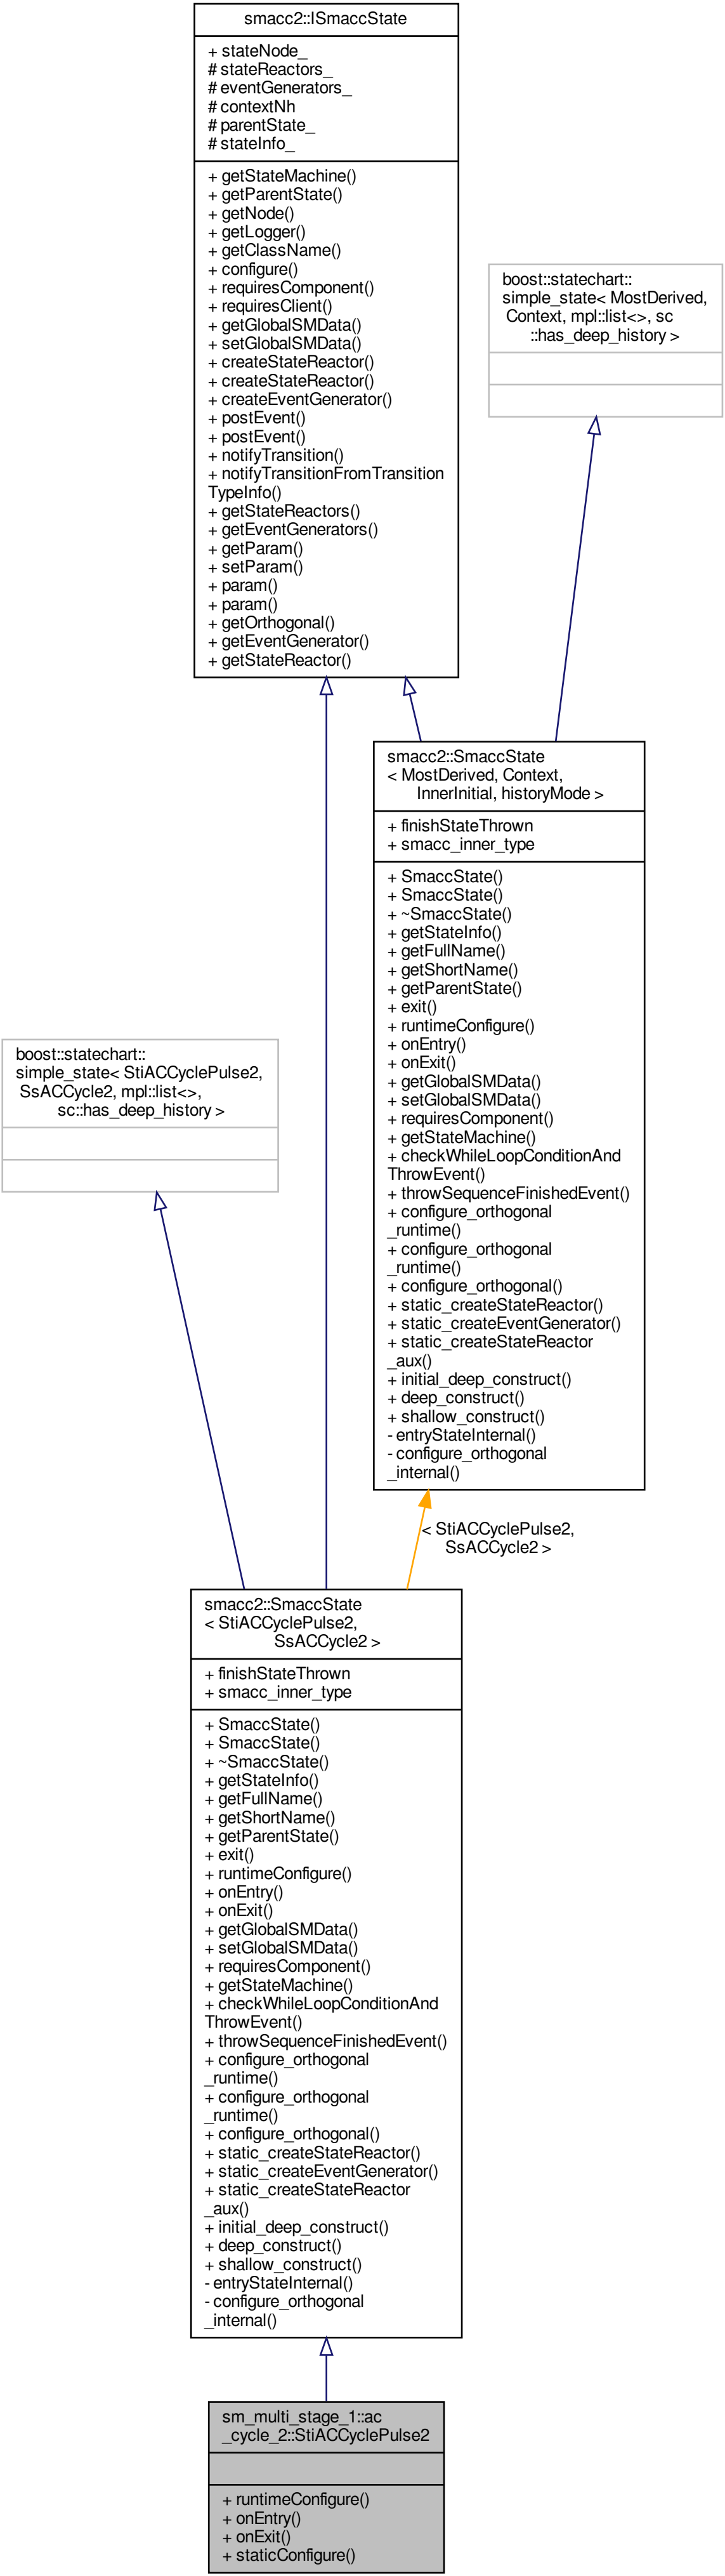 smacc2::ISmaccState
+ stateNode_
# stateReactors_
# eventGenerators_
# contextNh
# parentState_
# stateInfo_
+ getStateMachine()
+ getParentState()
+ getNode()
+ getLogger()
+ getClassName()
+ configure()
+ requiresComponent()
+ requiresClient()
+ getGlobalSMData()
+ setGlobalSMData()
+ createStateReactor()
+ createStateReactor()
+ createEventGenerator()
+ postEvent()
+ postEvent()
+ notifyTransition()
+ notifyTransitionFromTransition
TypeInfo()
+ getStateReactors()
+ getEventGenerators()
+ getParam()
+ setParam()
+ param()
+ param()
+ getOrthogonal()
+ getEventGenerator()
+ getStateReactor()
boost::statechart::
simple_state< MostDerived,
Context, mpl::list<>, sc
::has_deep_history >
smacc2::SmaccState
< MostDerived, Context,
InnerInitial, historyMode >
+ finishStateThrown
+ smacc_inner_type
+ SmaccState()
+ SmaccState()
+ ~SmaccState()
+ getStateInfo()
+ getFullName()
+ getShortName()
+ getParentState()
+ exit()
+ runtimeConfigure()
+ onEntry()
+ onExit()
+ getGlobalSMData()
+ setGlobalSMData()
+ requiresComponent()
+ getStateMachine()
+ checkWhileLoopConditionAnd
ThrowEvent()
+ throwSequenceFinishedEvent()
+ configure_orthogonal
_runtime()
+ configure_orthogonal
_runtime()
+ configure_orthogonal()
+ static_createStateReactor()
+ static_createEventGenerator()
+ static_createStateReactor
_aux()
+ initial_deep_construct()
+ deep_construct()
+ shallow_construct()
- entryStateInternal()
- configure_orthogonal
_internal()
boost::statechart::
simple_state< StiACCyclePulse2,
SsACCycle2, mpl::list<>,
sc::has_deep_history >
< StiACCyclePulse2,
SsACCycle2 >
smacc2::SmaccState
< StiACCyclePulse2,
SsACCycle2 >
+ finishStateThrown
+ smacc_inner_type
+ SmaccState()
+ SmaccState()
+ ~SmaccState()
+ getStateInfo()
+ getFullName()
+ getShortName()
+ getParentState()
+ exit()
+ runtimeConfigure()
+ onEntry()
+ onExit()
+ getGlobalSMData()
+ setGlobalSMData()
+ requiresComponent()
+ getStateMachine()
+ checkWhileLoopConditionAnd
ThrowEvent()
+ throwSequenceFinishedEvent()
+ configure_orthogonal
_runtime()
+ configure_orthogonal
_runtime()
+ configure_orthogonal()
+ static_createStateReactor()
+ static_createEventGenerator()
+ static_createStateReactor
_aux()
+ initial_deep_construct()
+ deep_construct()
+ shallow_construct()
- entryStateInternal()
- configure_orthogonal
_internal()
sm_multi_stage_1::ac
_cycle_2::StiACCyclePulse2
+ runtimeConfigure()
+ onEntry()
+ onExit()
+ staticConfigure()